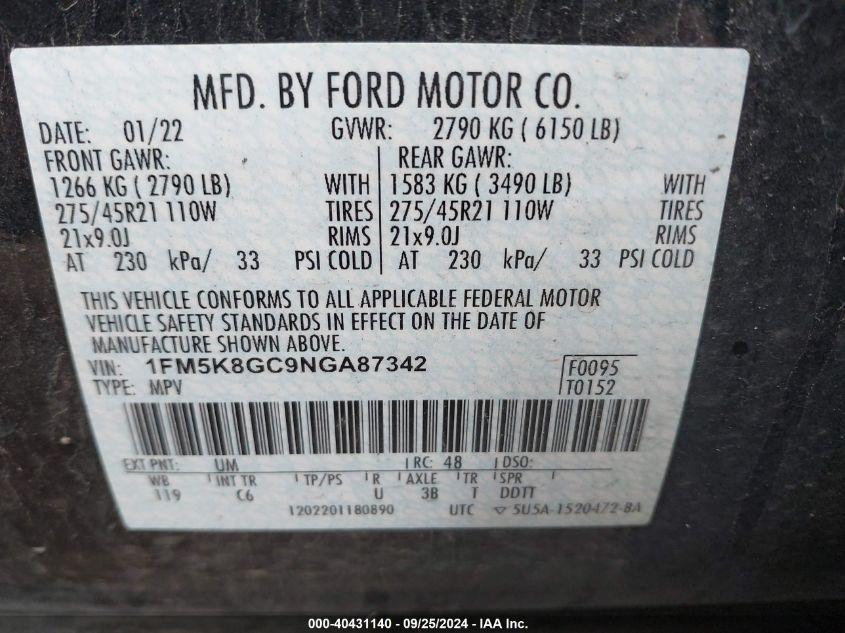 MFD. BY FORD MOTOR CO.
DATE: 01/22 GVWR: 2790 KG ( 6150 LB)
FRONT GAWR: REAR GAWR:
1266 KG ( 2790 LB) WITH 1583 KG ( 3490 LB) WITH
275/45R21 110W TIRES 275/45R21 110W TIRES
21x9.0J RIMS 21x9.0J RIMS
AT 230 kPa/ 33 PSI COLD AT 230 kPa/ 33 PSI COLD
THIS VEHICLE CONFORMS TO ALL APPLICABLE FEDERAL MOTOR
VEHICLE SAFETY STANDARDS IN EFFECT ON THE DATE OF
MANUFACTURE SHOWN ABOVE.
VIN: 1FM5K8GC9NGA87342 F0095
TYPE: MPV T0152
EXT PNT: UM RC: 48 DSO:
WB INT TR TP/PS R AXLE TR SPR
119 C6 U 3B T DDTT
1202201180890 UTC ▽ 5U5A-1520472-BA
000-40431140 - 09/25/2024 - IAA Inc.